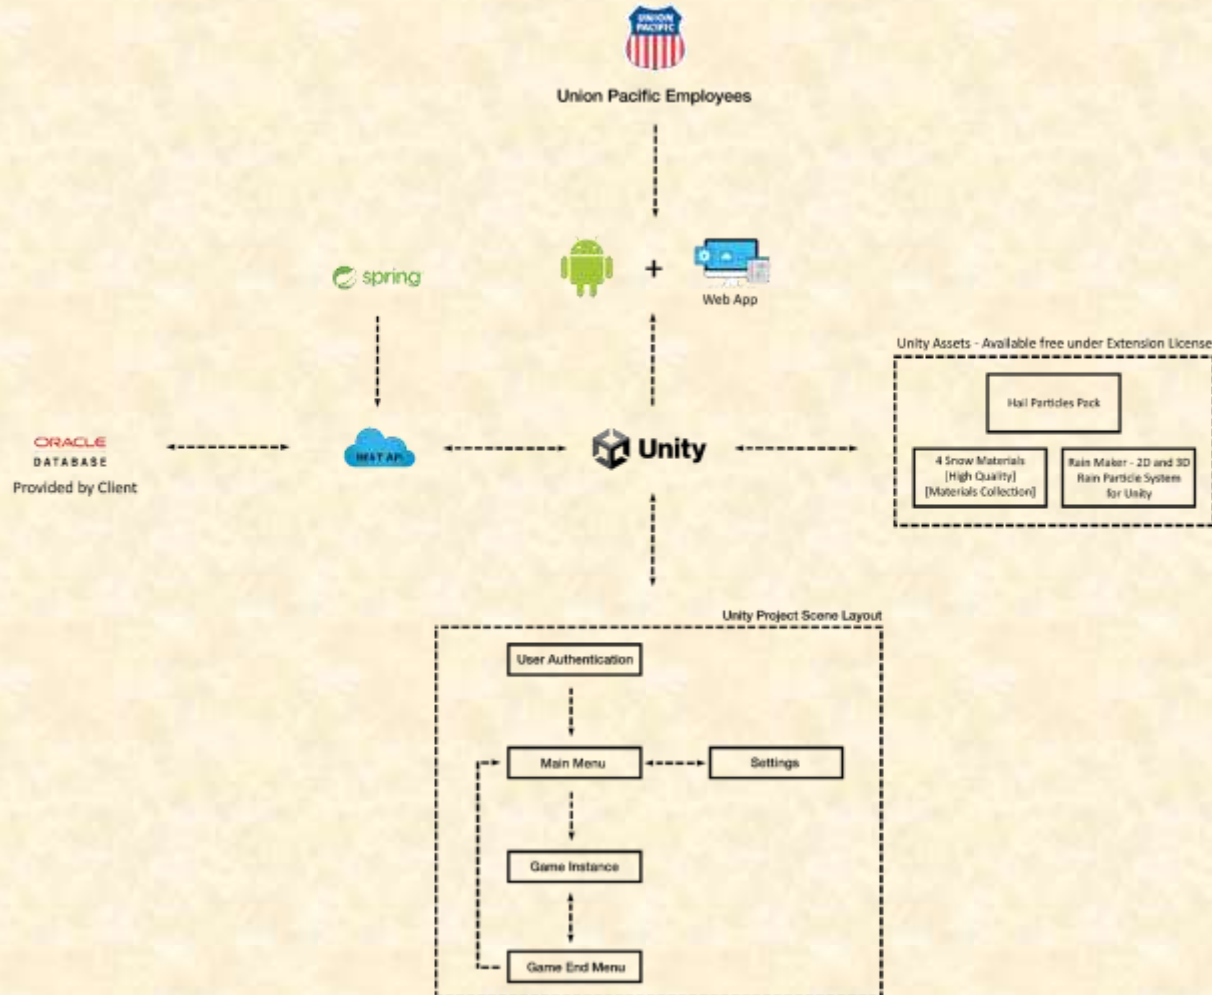 UNION
PACIFIC
Union Pacific Employees
spring
+
Web App
Unity Assets - Available free under Extension License
Hail Particles Pack
ORACLE
DATABASE
Provided by Client
REST API
Unity
4 Snow Materials
[High Quality]
[Materials Collection]
Rain Maker - 2D and 3D
Rain Particle System
for Unity
Unity Project Scene Layout
User Authentication
Main Menu
Settings
Game Instance
Game End Menu